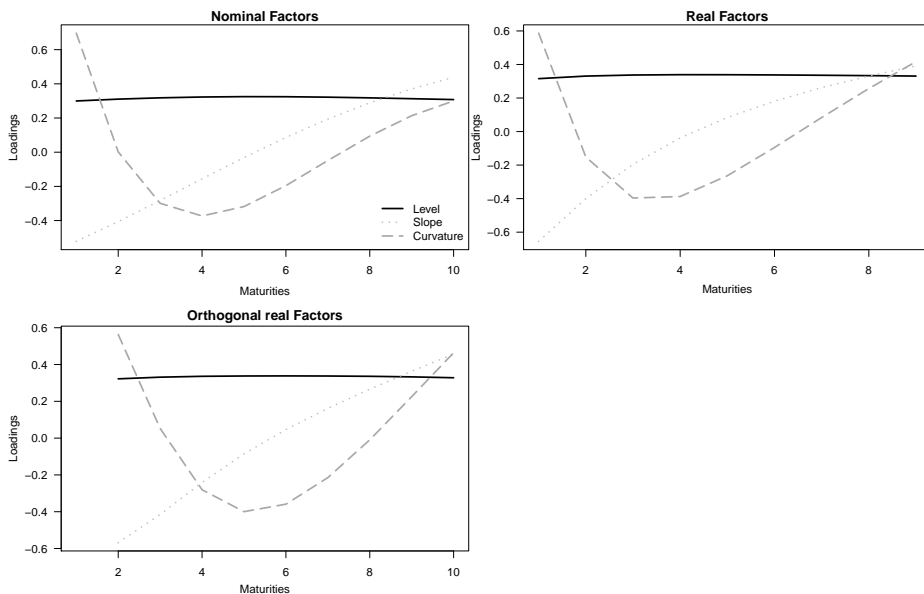 Nominal Factors
Loadings
0.6
0.4
0.2
0.0
−0.2
−0.4
Level
Slope
Curvature
2 4 6 8 10
Maturities
Real Factors
Loadings
0.6
0.4
0.2
0.0
−0.2
−0.4
−0.6
2 4 6 8
Maturities
Orthogonal real Factors
Loadings
0.6
0.4
0.2
0.0
−0.2
−0.4
−0.6
2 4 6 8 10
Maturities